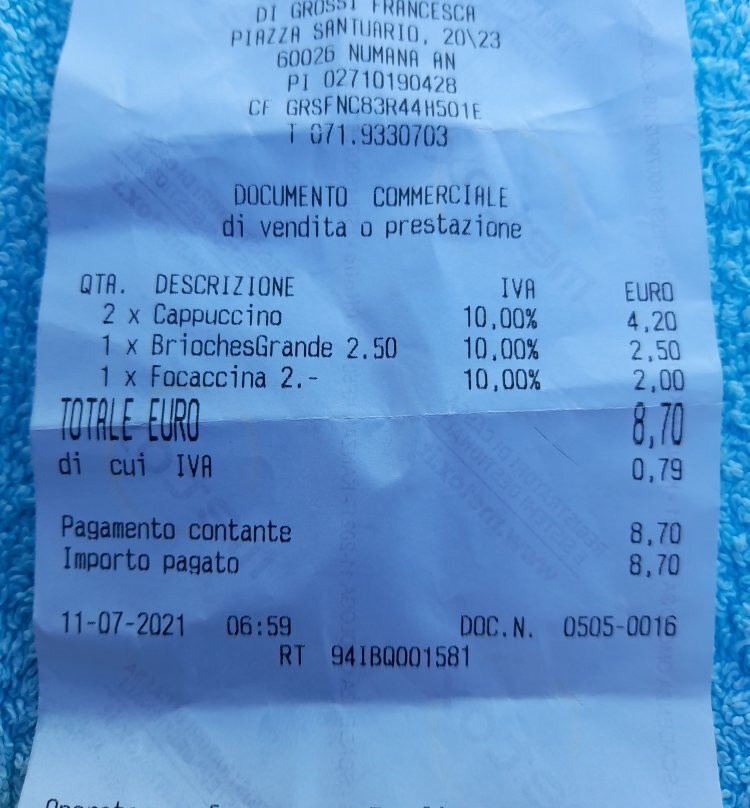 DI GROSSI FRANCESCA
PIAZZA SANTUARIO, 20\23
60026 NUMANA AN
PI 02710190428
CF GRSFNC83R44H501E
T 071.9330703
DOCUMENTO COMMERCIALE
di vendita o prestazione
QTA. DESCRIZIONE IVA EURO
2 x Cappuccino 10,00% 4,20
1 x BriochesGrande 2.50 10,00% 2,50
1 x Focaccina 2.- 10,00% 2,00
TOTALE EURO 8,70
di cui IVA 0,79
Pagamento contante 8,70
Importo pagato 8,70
11-07-2021 06:59 DOC.N. 0505-0016
RT 94IBQ001581